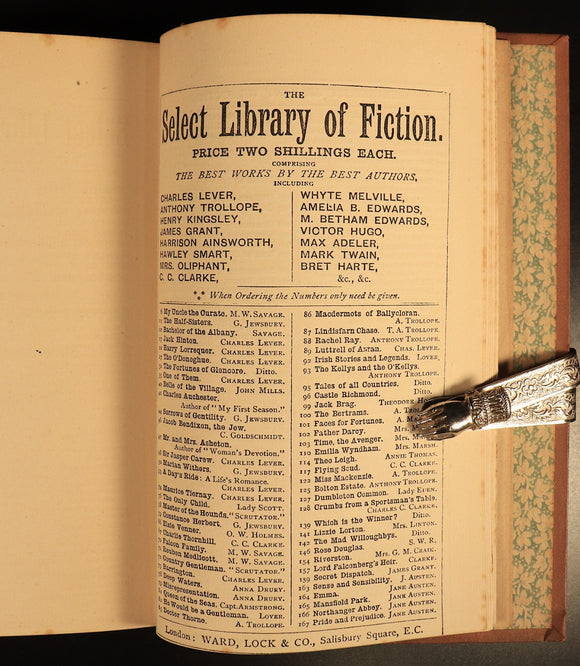 THE
Select Library of Fiction.
PRICE TWO SHILLINGS EACH.
COMPRISING
THE BEST WORKS BY THE BEST AUTHORS,
INCLUDING
CHARLES LEVER,
ANTHONY TROLLOPE,
HENRY KINGSLEY,
JAMES GRANT,
HARRISON AINSWORTH,
HAWLEY SMART,
MRS. OLIPHANT,
C. C. CLARKE,
WHYTE MELVILLE,
AMELIA B. EDWARDS,
M. BETHAM EDWARDS,
VICTOR HUGO,
MAX ADELER,
MARK TWAIN,
BRET HARTE,
&c., &c.
When Ordering the Numbers only need be given.
My Uncle the Curate. M. W. SAVAGE.
The Half-Sisters. G. JEWSBURY.
Bachelor of the Albany. SAVAGE.
Jack Hinton. CHARLES LEVER.
Harry Lorrequer. CHARLES LEVER.
The O'Donoghue. CHARLES LEVER.
The Fortunes of Glencore. Ditto.
One of Them. CHARLES LEVER.
Belle of the Village. JOHN MILLS.
Charles Auchester.
Author of "My First Season."
Sorrows of Gentility. G. JEWSBURY.
Jacob Bendixen, the Jew.
C. GOLDSCHMIDT.
Mr. and Mrs. Asheton.
Author of "Woman's Devotion."
Sir Jasper Carew. CHARLES LEVER.
Marian Withers. G. JEWSBURY.
A Day's Ride: A Life's Romance.
CHARLES LEVER.
Maurice Tiernay. CHARLES LEVER.
The Only Child. Lady SCOTT.
Master of the Hounds. "SCRUTATOR."
Constance Herbert. G. JEWSBURY.
Elsie Venner. O. W. HOLMES.
Charlie Thornhill. C. C. CLARKE.
Falcon Family. M. W. SAVAGE.
Reuben Medlicott. M. W. SAVAGE.
Country Gentleman. "SCRUTATOR."
Barrington. CHARLES LEVER.
Deep Waters. ANNA DRURY.
Misrepresentation. ANNA DRURY.
Queen of the Seas. Capt. ARMSTRONG.
He Would be a Gentleman. LOVER.
Doctor Thorne. A. TROLLOPE.
86 Macdermots of Ballycloran.
A. TROLLOPE.
87 Lindisfarn Chase. T. A. TROLLOPE.
88 Rachel Ray. ANTHONY TROLLOPE.
89 Luttrell of Arran. CHAS. LEVER.
92 Irish Stories and Legends. LOVER.
93 The Kellys and the O'Kellys.
ANTHONY TROLLOPE.
95 Tales of all Countries. Ditto.
96 Castle Richmond. Ditto.
99 Jack Brag. THEODORE
100 The Bertrams. A.
101 Faces for Fortunes. A.
102 Father Darcy. Mrs.
103 Time, the Avenger. Mrs.
110 Emilia Wyndham. Mrs.
114 Theo Leigh. ANNIE THOMAS.
117 Flying Scud. C. C. CLARKE.
122 Miss Mackenzie. A. TROLLOPE.
125 Bolton Estate. ANTHONY TROLLOPE.
127 Dumbleton Common. Lady EDEN.
128 Crumbs from a Sportsman's Table.
CHARLES C. CLARKE.
139 Which is the Winner? Ditto.
141 Lizzie Lorton. Mrs. LINTON.
142 The Mad Willoughbys. Ditto.
146 Rose Douglas. S. W. R.
154 Riverston. Mrs. G. M. CRAIK.
157 Lord Falconberg's Heir. CLARKE.
159 Secret Dispatch. JAMES GRANT.
163 Sense and Sensibility. J. AUSTEN.
164 Emma. JANE AUSTEN.
165 Mansfield Park. JANE AUSTEN.
166 Northanger Abbey. JANE AUSTEN.
167 Pride and Prejudice. JANE AUSTEN.
London: WARD, LOCK & CO., Salisbury Square, E.C.